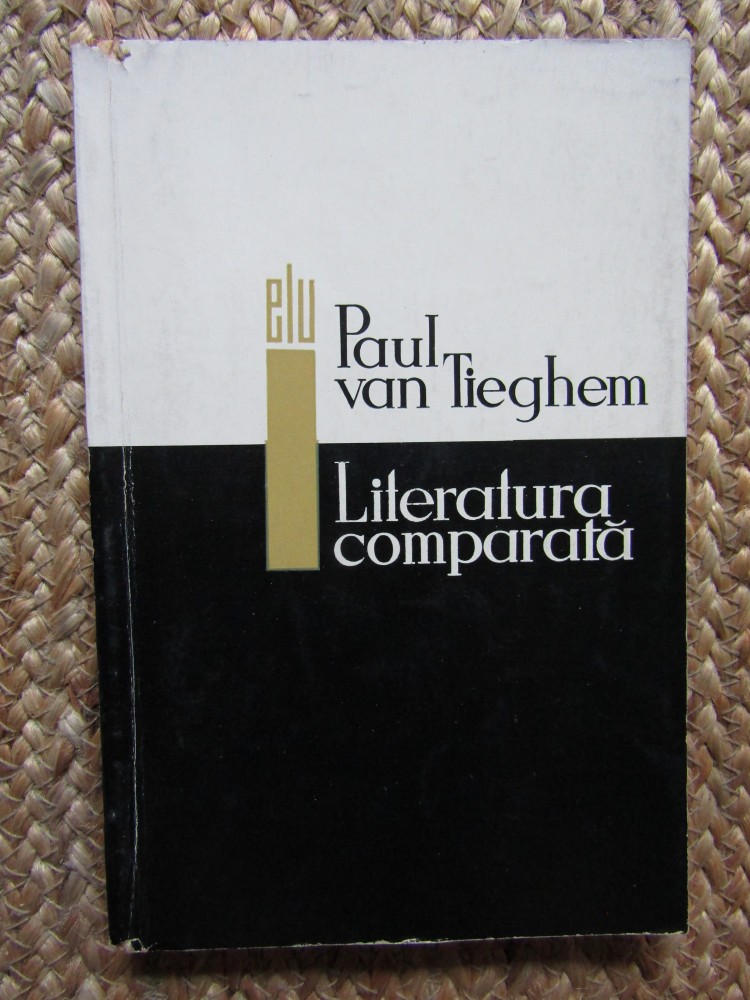 elu
Paul
van Tieghem
Literatura
comparată